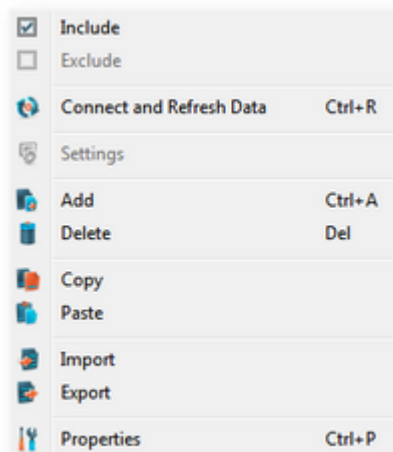 Include
Exclude
Connect and Refresh Data Ctrl+R
Settings
Add Ctrl+A
Delete Del
Copy
Paste
Import
Export
Properties Ctrl+P